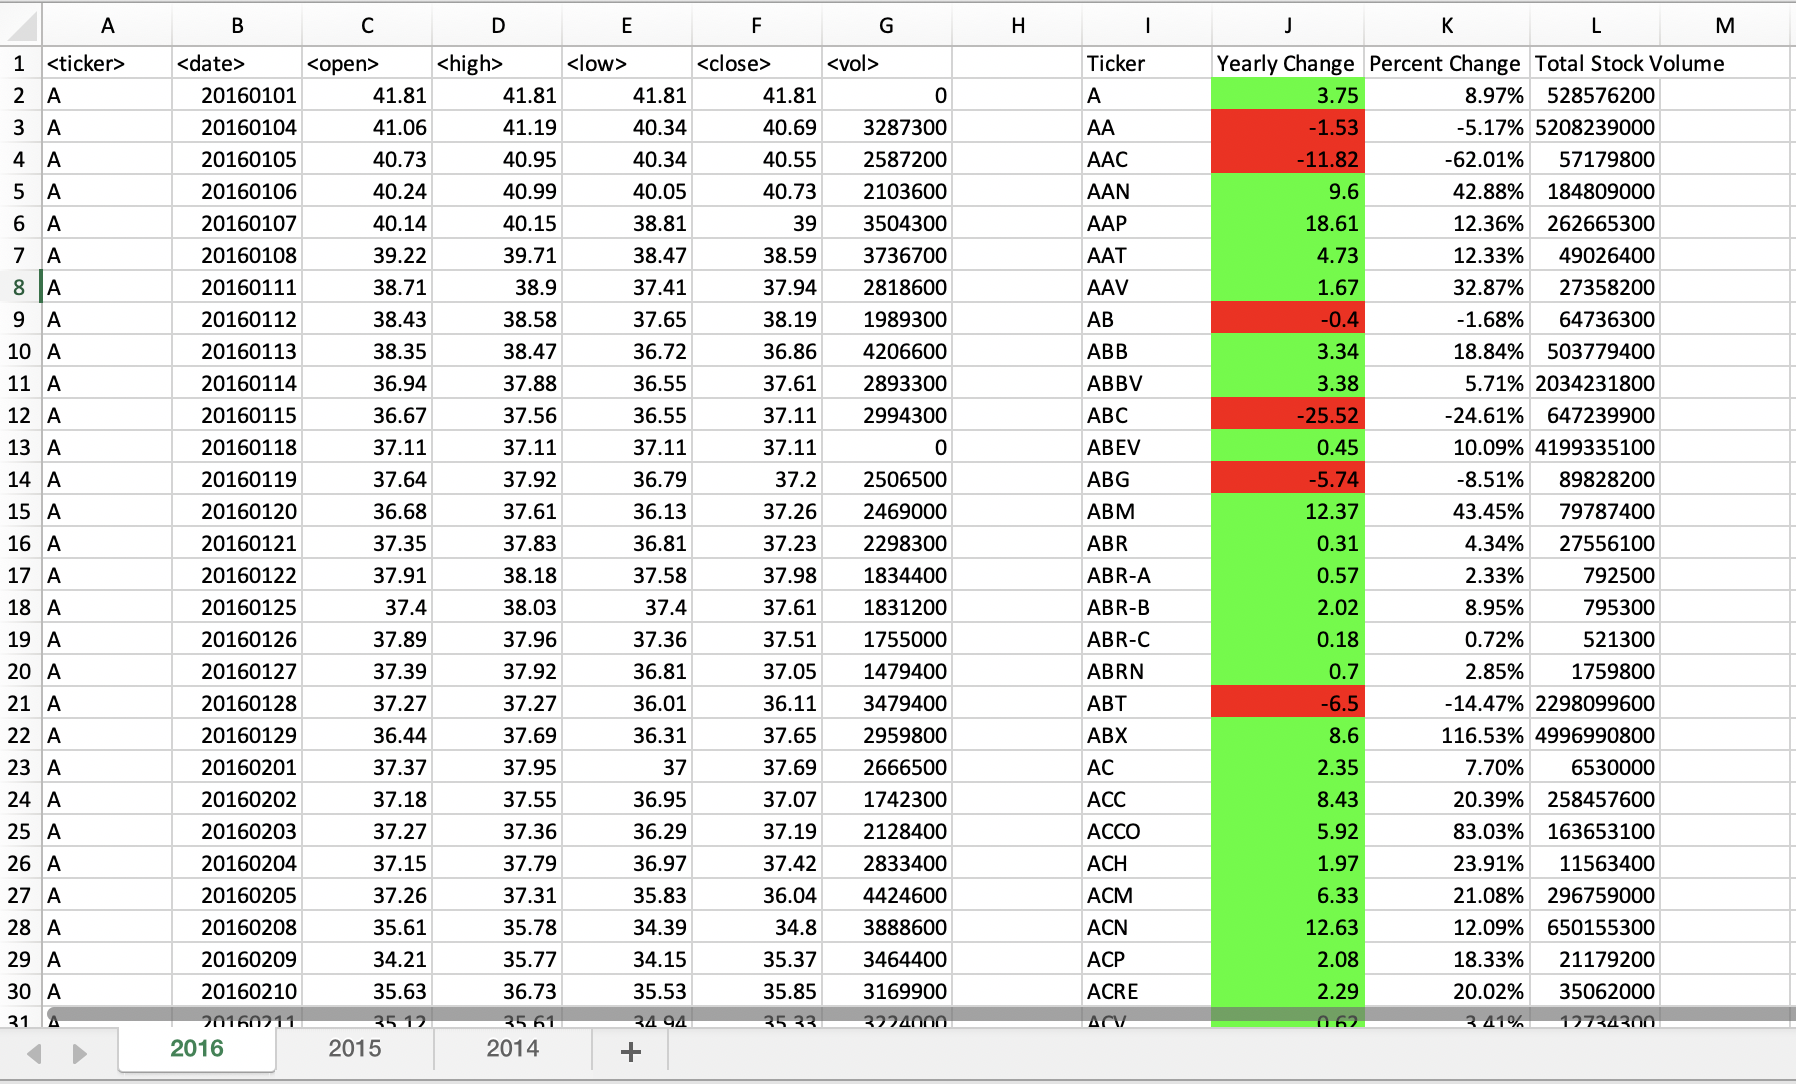 A B C D E F G H I J K L M
1 <ticker> <date> <open> <high> <low> <close> <vol> Ticker Yearly Change Percent Change Total Stock Volume
2 A 20160101 41.81 41.81 41.81 41.81 0 A 3.75 8.97% 528576200
3 A 20160104 41.06 41.19 40.34 40.69 3287300 AA -1.53 -5.17% 5208239000
4 A 20160105 40.73 40.95 40.34 40.55 2587200 AAC -11.82 -62.01% 57179800
5 A 20160106 40.24 40.99 40.05 40.73 2103600 AAN 9.6 42.88% 184809000
6 A 20160107 40.14 40.15 38.81 39 3504300 AAP 18.61 12.36% 262665300
7 A 20160108 39.22 39.71 38.47 38.59 3736700 AAT 4.73 12.33% 49026400
8 A 20160111 38.71 38.9 37.41 37.94 2818600 AAV 1.67 32.87% 27358200
9 A 20160112 38.43 38.58 37.65 38.19 1989300 AB -0.4 -1.68% 64736300
10 A 20160113 38.35 38.47 36.72 36.86 4206600 ABB 3.34 18.84% 503779400
11 A 20160114 36.94 37.88 36.55 37.61 2893300 ABBV 3.38 5.71% 2034231800
12 A 20160115 36.67 37.56 36.55 37.11 2994300 ABC -25.52 -24.61% 647239900
13 A 20160118 37.11 37.11 37.11 37.11 0 ABEV 0.45 10.09% 4199335100
14 A 20160119 37.64 37.92 36.79 37.2 2506500 ABG -5.74 -8.51% 89828200
15 A 20160120 36.68 37.61 36.13 37.26 2469000 ABM 12.37 43.45% 79787400
16 A 20160121 37.35 37.83 36.81 37.23 2298300 ABR 0.31 4.34% 27556100
17 A 20160122 37.91 38.18 37.58 37.98 1834400 ABR-A 0.57 2.33% 792500
18 A 20160125 37.4 38.03 37.4 37.61 1831200 ABR-B 2.02 8.95% 795300
19 A 20160126 37.89 37.96 37.36 37.51 1755000 ABR-C 0.18 0.72% 521300
20 A 20160127 37.39 37.92 36.81 37.05 1479400 ABRN 0.7 2.85% 1759800
21 A 20160128 37.27 37.27 36.01 36.11 3479400 ABT -6.5 -14.47% 2298099600
22 A 20160129 36.44 37.69 36.31 37.65 2959800 ABX 8.6 116.53% 4996990800
23 A 20160201 37.37 37.95 37 37.69 2666500 AC 2.35 7.70% 6530000
24 A 20160202 37.18 37.55 36.95 37.07 1742300 ACC 8.43 20.39% 258457600
25 A 20160203 37.27 37.36 36.29 37.19 2128400 ACCO 5.92 83.03% 163653100
26 A 20160204 37.15 37.79 36.97 37.42 2833400 ACH 1.97 23.91% 11563400
27 A 20160205 37.26 37.31 35.83 36.04 4424600 ACM 6.33 21.08% 296759000
28 A 20160208 35.61 35.78 34.39 34.8 3888600 ACN 12.63 12.09% 650155300
29 A 20160209 34.21 35.77 34.15 35.37 3464400 ACP 2.08 18.33% 21179200
30 A 20160210 35.63 36.73 35.53 35.85 3169900 ACRE 2.29 20.02% 35062000
31 A 20160211 35.12 35.61 34.94 35.33 3224000 ACV 0.62 3.41% 12734300
2016 2015 2014 +